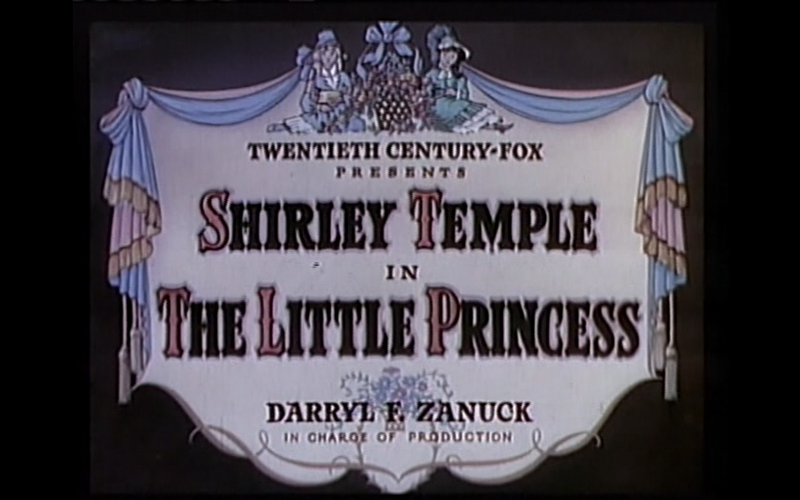 TWENTIETH CENTURY-FOX
PRESENTS
SHIRLEY TEMPLE
IN
THE LITTLE PRINCESS
DARRYL F. ZANUCK
IN CHARGE OF PRODUCTION